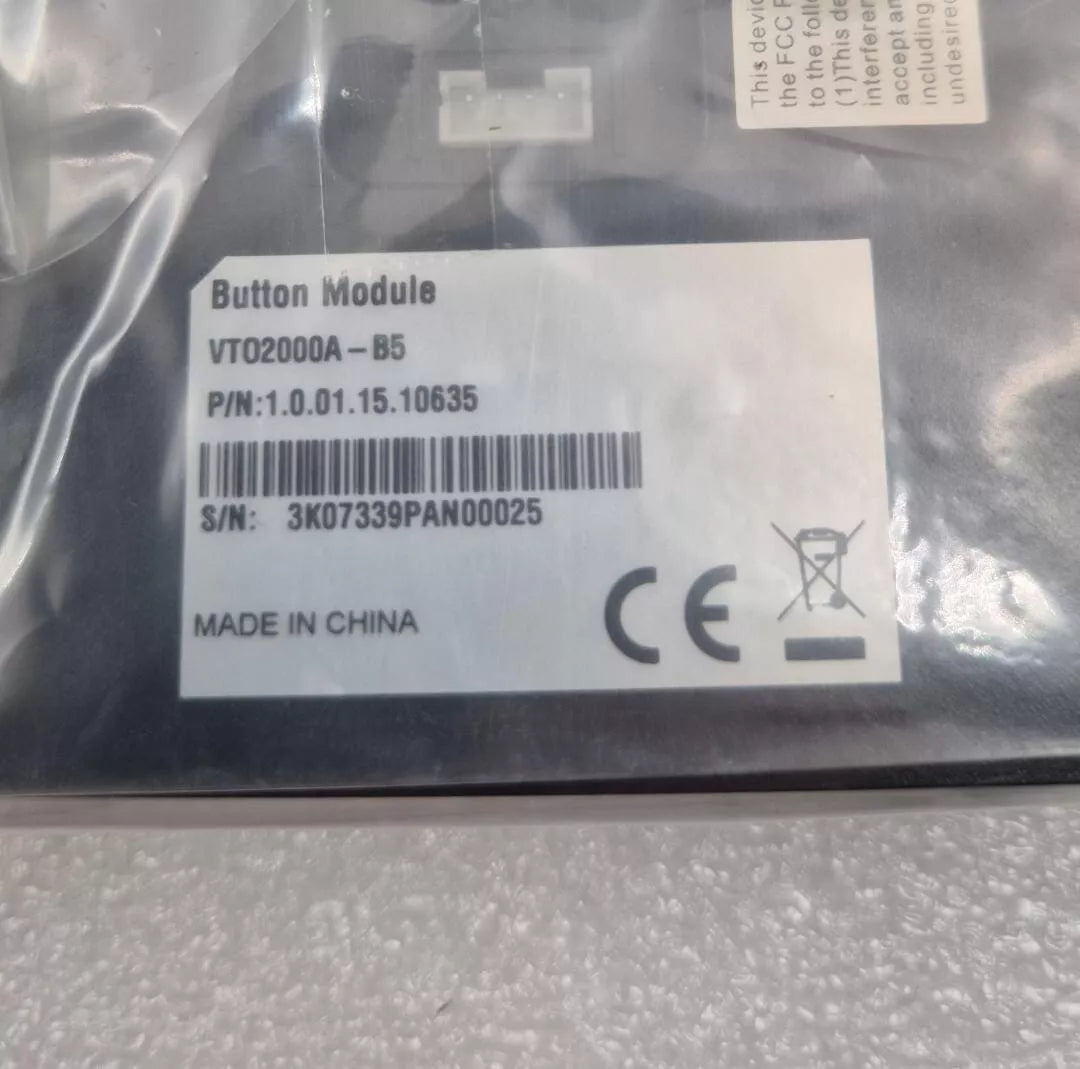 This devic
the FCC
to the foll
(1)This de
interferen
accept an
including
undesired
Button Module
VTO2000A-B5
P/N:1.0.01.15.10635
S/N: 3K07339PAN00025
MADE IN CHINA
CE